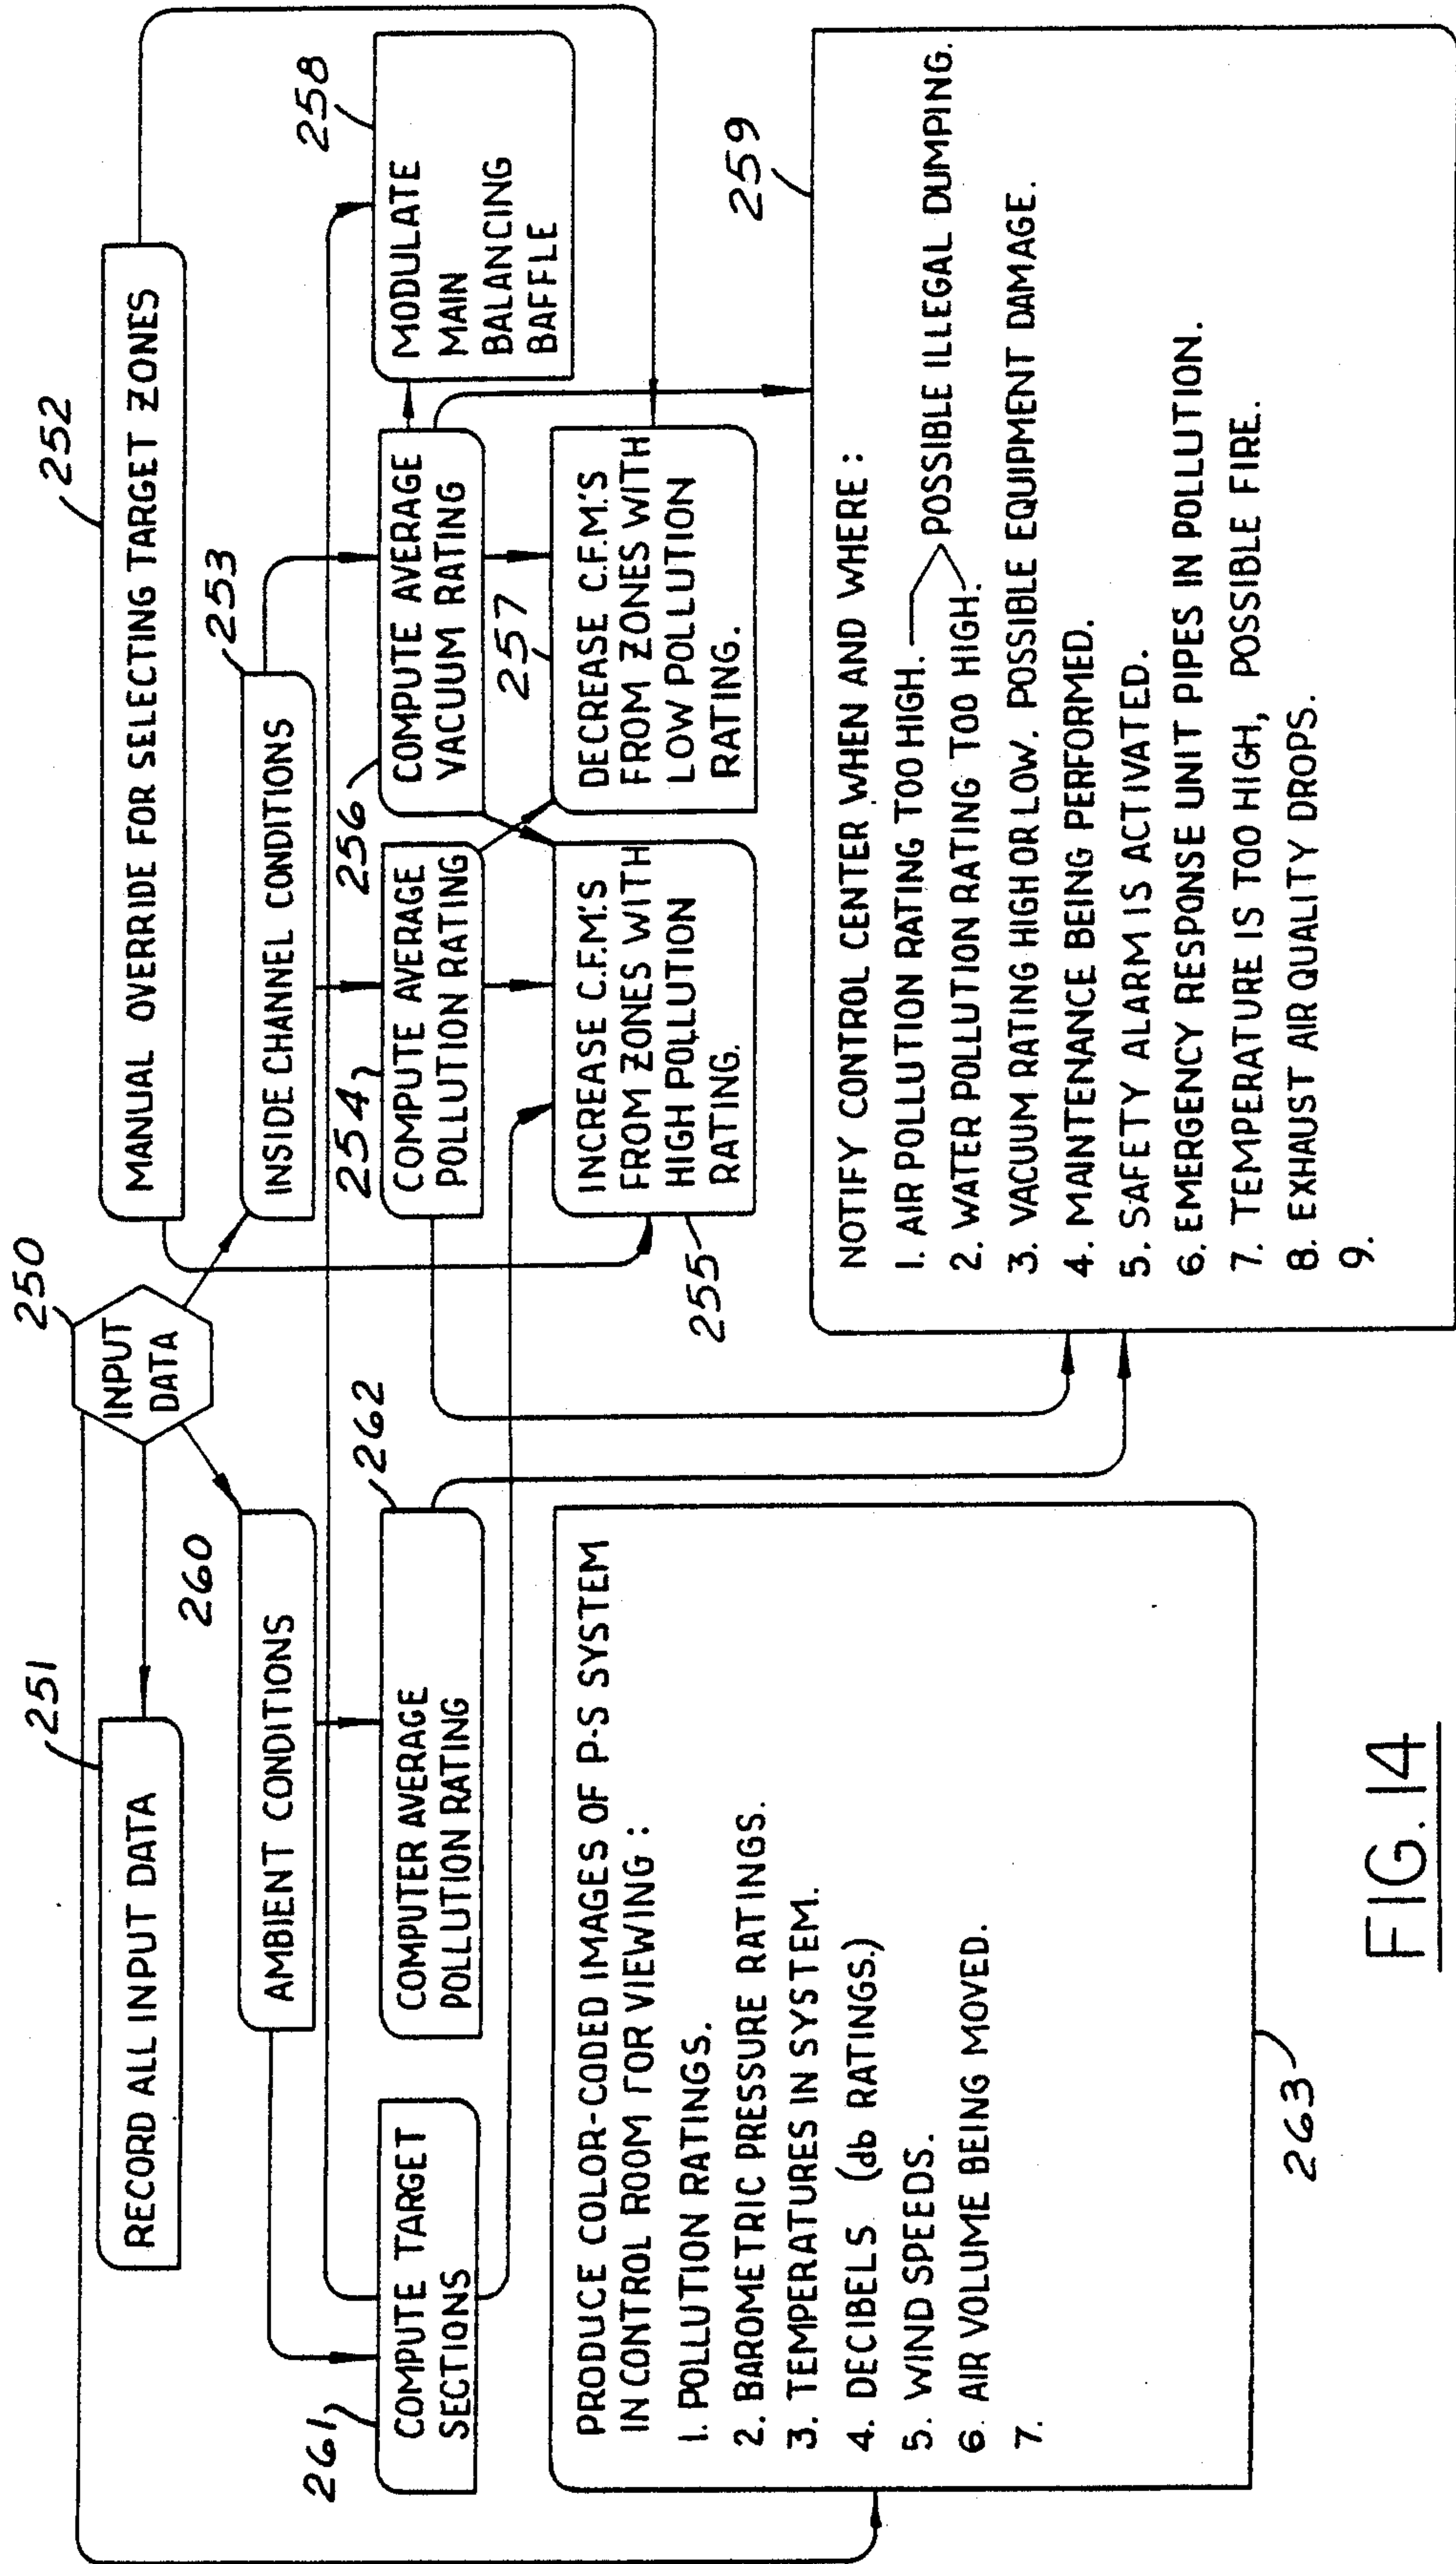 250
INPUT
DATA
251
RECORD ALL INPUT DATA
252
MANUAL OVERRIDE FOR SELECTING TARGET ZONES
260
AMBIENT CONDITIONS
253
INSIDE CHANNEL CONDITIONS
261
COMPUTE TARGET
SECTIONS
262
COMPUTER AVERAGE
POLLUTION RATING
254
COMPUTE AVERAGE
POLLUTION RATING
256
COMPUTE AVERAGE
VACUUM RATING
258
MODULATE
MAIN
BALANCING
BAFFLE
255
INCREASE C.F.M.'S
FROM ZONES WITH
HIGH POLLUTION
RATING.
257
DECREASE C.F.M.'S
FROM ZONES WITH
LOW POLLUTION
RATING.
PRODUCE COLOR-CODED IMAGES OF P-S SYSTEM
IN CONTROL ROOM FOR VIEWING :
1. POLLUTION RATINGS.
2. BAROMETRIC PRESSURE RATINGS.
3. TEMPERATURES IN SYSTEM.
4. DECIBELS (db RATINGS.)
5. WIND SPEEDS.
6. AIR VOLUME BEING MOVED.
7.
263
259
NOTIFY CONTROL CENTER WHEN AND WHERE :
1. AIR POLLUTION RATING TOO HIGH.
POSSIBLE ILLEGAL DUMPING.
2. WATER POLLUTION RATING TOO HIGH.
3. VACUUM RATING HIGH OR LOW. POSSIBLE EQUIPMENT DAMAGE.
4. MAINTENANCE BEING PERFORMED.
5. SAFETY ALARM IS ACTIVATED.
6. EMERGENCY RESPONSE UNIT PIPES IN POLLUTION.
7. TEMPERATURE IS TOO HIGH, POSSIBLE FIRE.
8. EXHAUST AIR QUALITY DROPS.
9.
FIG. 14